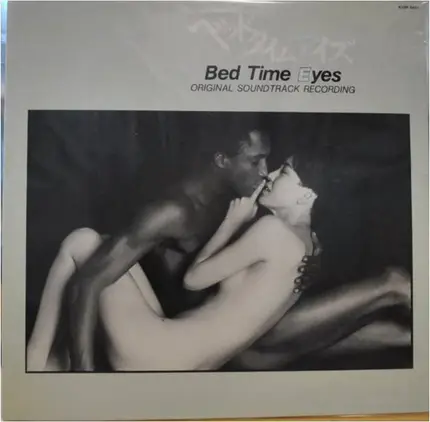 ベッドタイムアイズ
Bed Time Eyes
ORIGINAL SOUNDTRACK RECORDING